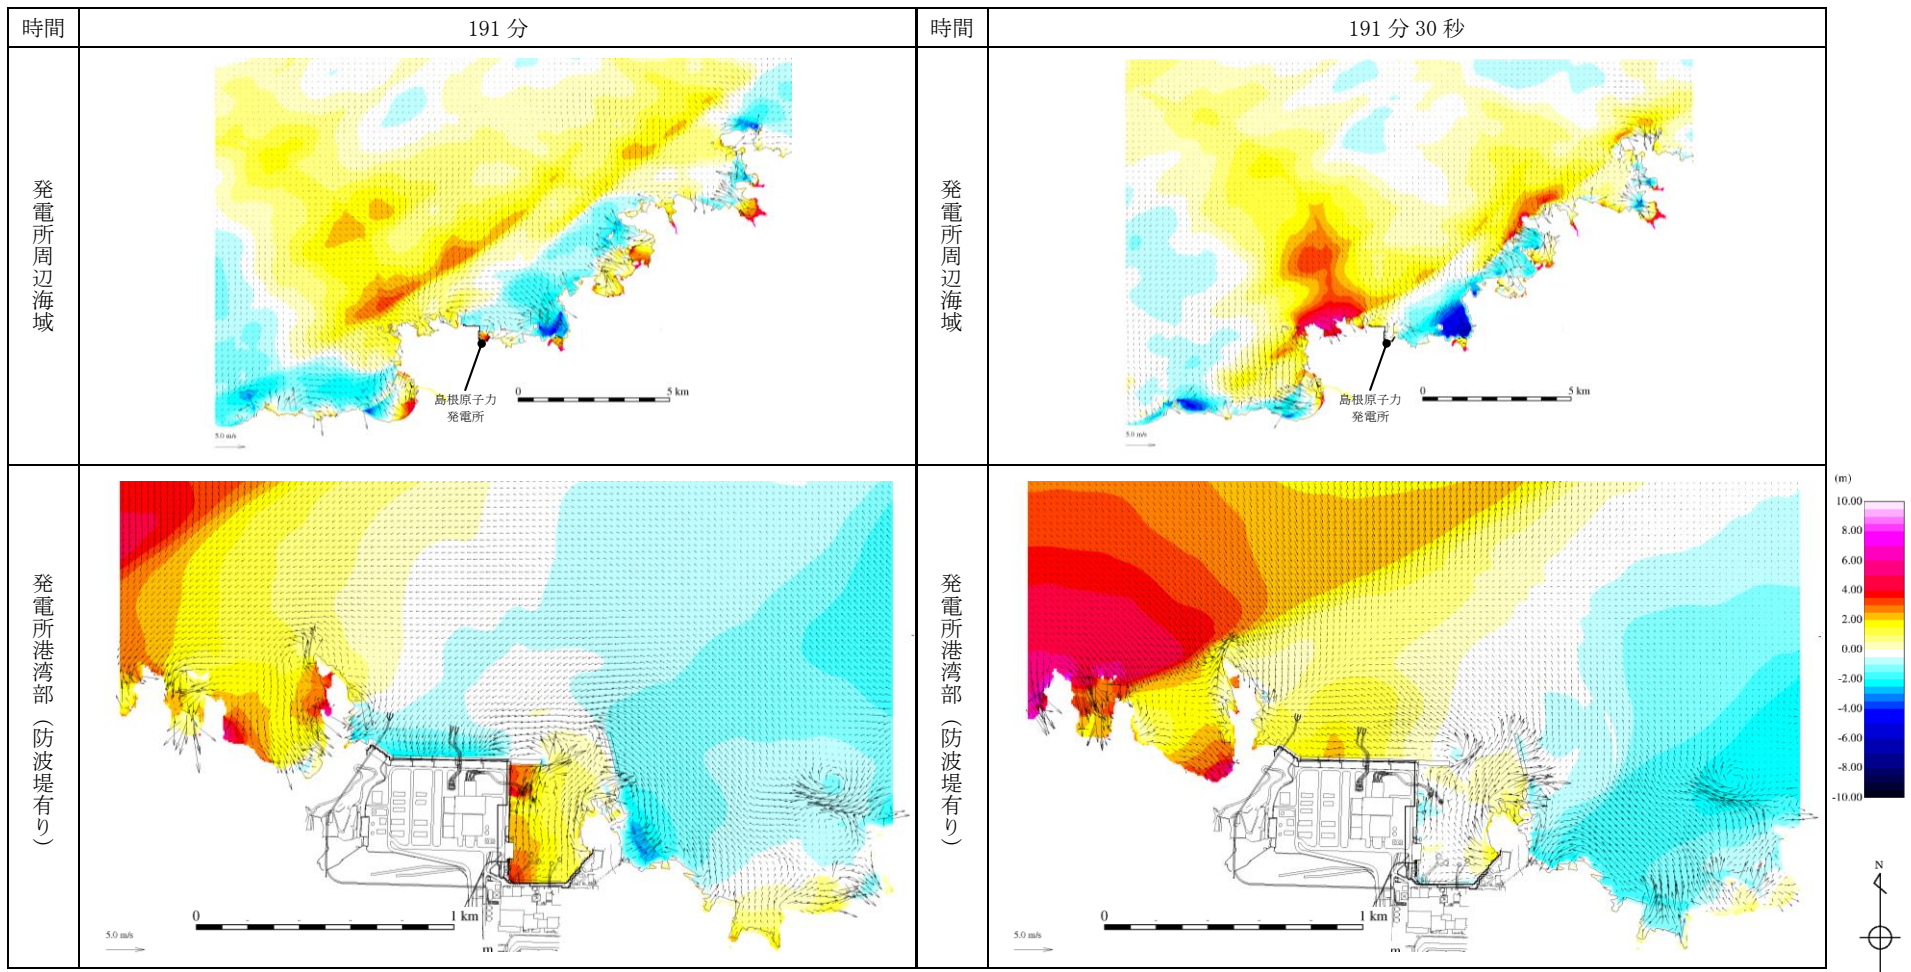 時間
191 分
時間
191 分 30 秒
発電所周辺海域
島根原子力
発電所
0
5 km
5.0 m/s
発電所周辺海域
島根原子力
発電所
0
5 km
5.0 m/s
発電所港湾部（防波堤有り）
0
1 km
5.0 m/s
m
発電所港湾部（防波堤有り）
0
1 km
5.0 m/s
m
(m)
10.00
8.00
6.00
4.00
2.00
0.00
-2.00
-4.00
-6.00
-8.00
-10.00
N